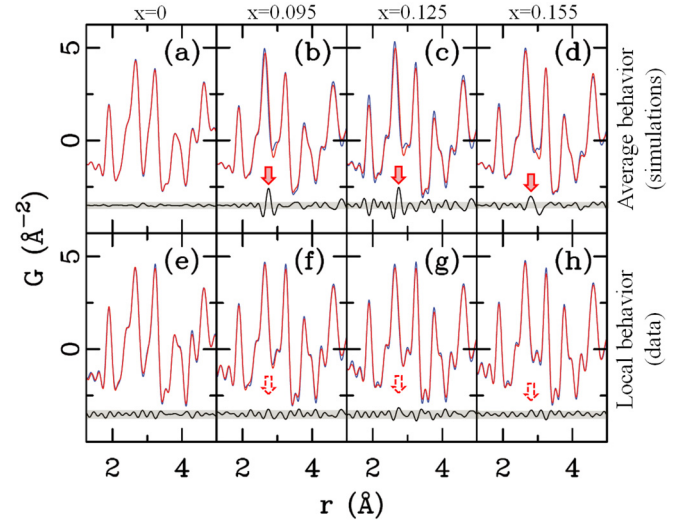 x=0 x=0.095 x=0.125 x=0.155
(a) (b) (c) (d)
5
0
Average behavior
(simulations)
(e) (f) (g) (h)
5
0
Local behavior
(data)
G (Å⁻²)
2 4 2 4 2 4 2 4
r (Å)